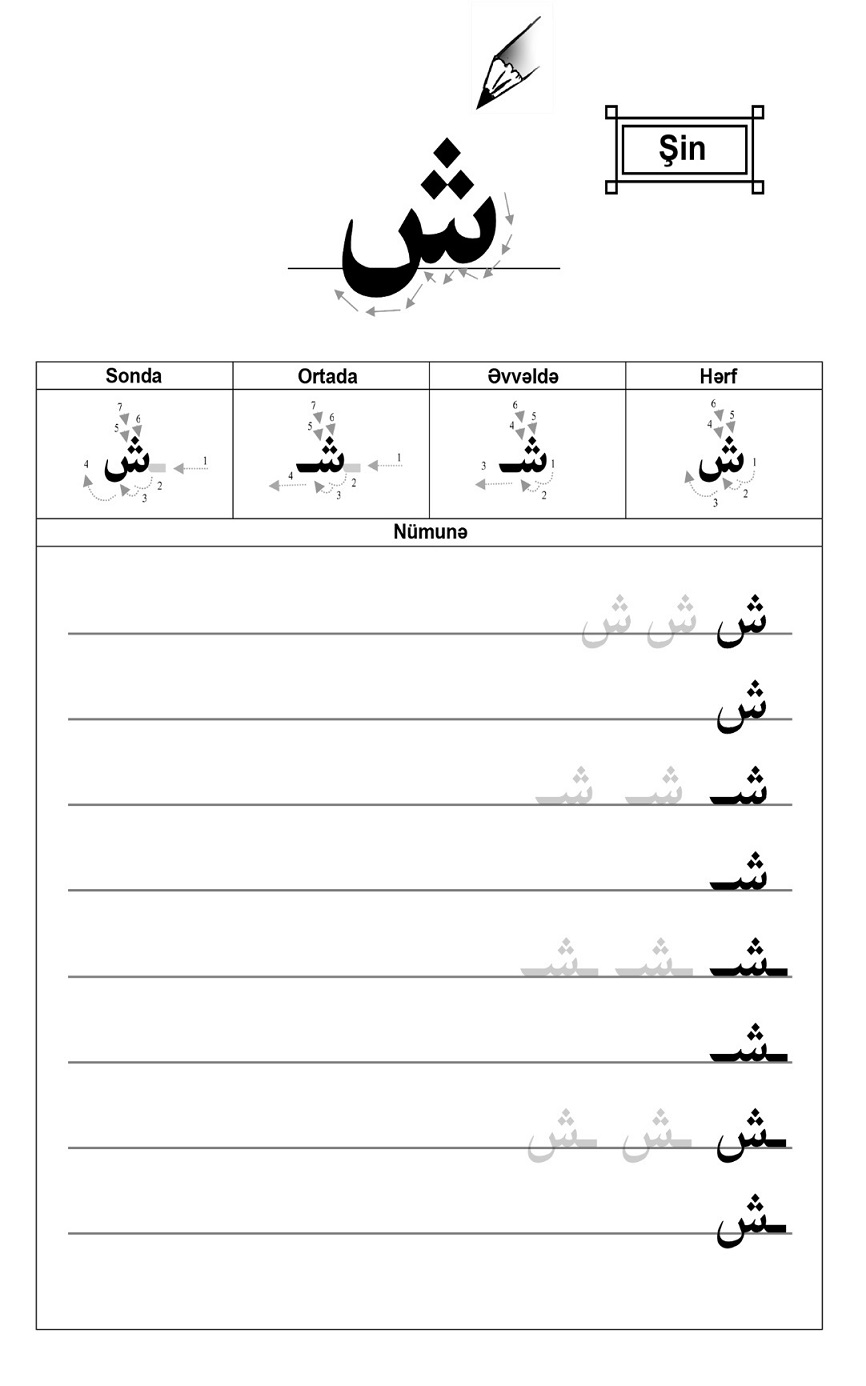 Şin
ش
Sonda Ortada Əvvəldə Hərf
7 6 5 ـش 4 3 2 1
7 6 5 ـشـ 4 3 2 1
6 5 4 شـ 3 2 1
6 5 4 ش 3 2 1
Nümunə
ش ش ش
ش
شـ شـ شـ
شـ
ـشـ ـشـ ـشـ
ـشـ
ـش ـش ـش
ـش